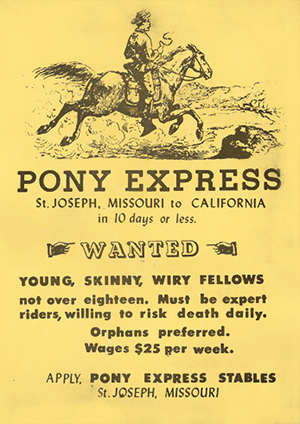 PONY EXPRESS
St. JOSEPH, MISSOURI to CALIFORNIA
in 10 days or less.
WANTED
YOUNG, SKINNY, WIRY FELLOWS
not over eighteen. Must be expert
riders, willing to risk death daily.
Orphans preferred.
Wages $25 per week.
APPLY, PONY EXPRESS STABLES
St. JOSEPH, MISSOURI